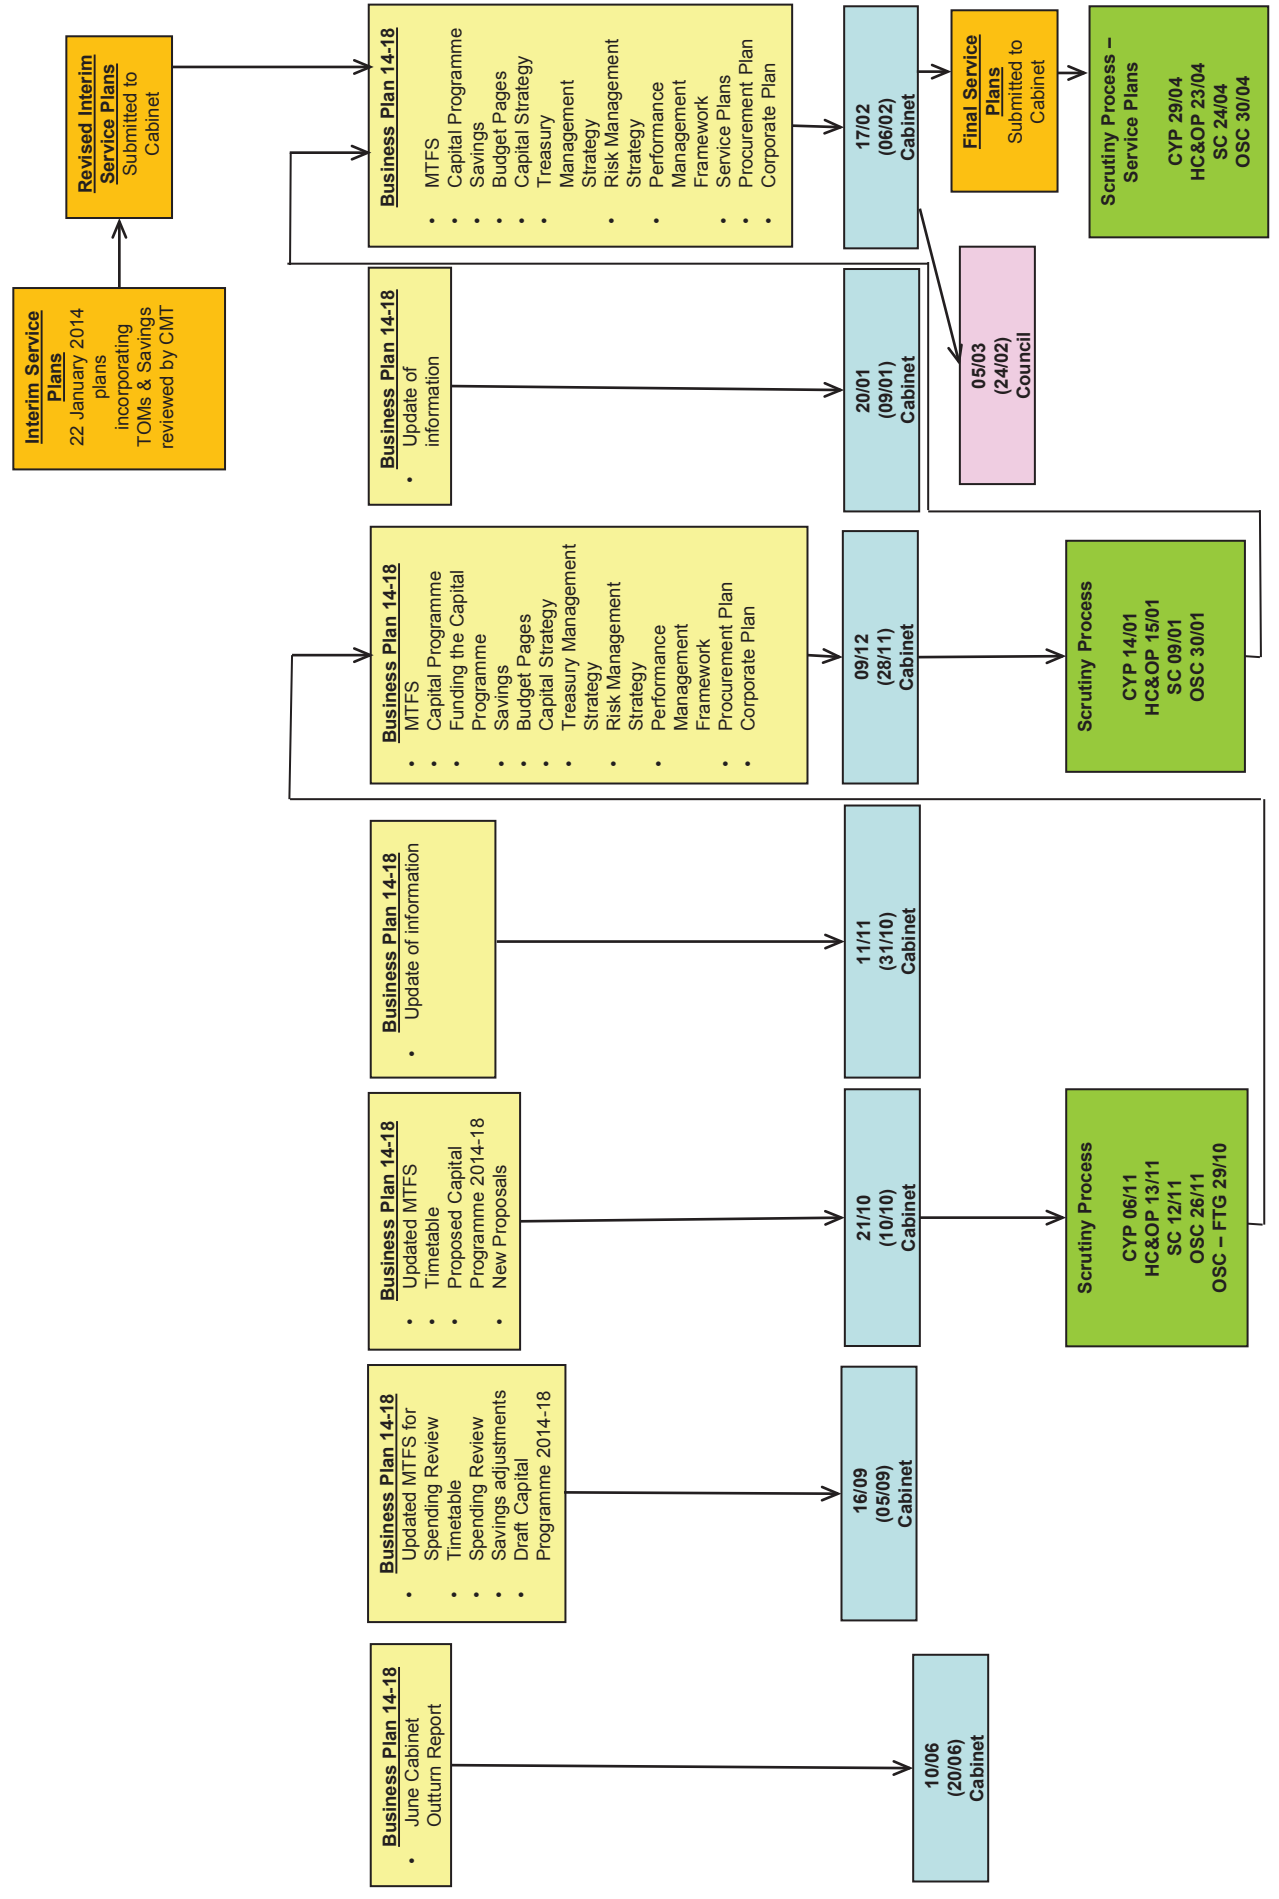 Interim Service
Plans
22 January 2014
plans
incorporating
TOMs & Savings
reviewed by CMT
Revised Interim
Service Plans
Submitted to
Cabinet
Business Plan 14-18
• June Cabinet
Outturn Report
Business Plan 14-18
• Updated MTFS for
Spending Review
• Timetable
• Spending Review
• Savings adjustments
• Draft Capital
Programme 2014-18
Business Plan 14-18
• Updated MTFS
• Timetable
• Proposed Capital
Programme 2014-18
• New Proposals
Business Plan 14-18
• Update of information
Business Plan 14-18
• MTFS
• Capital Programme
• Funding the Capital
Programme
• Savings
• Budget Pages
• Capital Strategy
• Treasury Management
Strategy
• Risk Management
Strategy
• Performance
Management
Framework
• Procurement Plan
• Corporate Plan
Business Plan 14-18
• Update of
information
Business Plan 14-18
• MTFS
• Capital Programme
• Savings
• Budget Pages
• Capital Strategy
• Treasury
Management
Strategy
• Risk Management
Strategy
• Performance
Management
Framework
• Service Plans
• Procurement Plan
• Corporate Plan
10/06
(20/06)
Cabinet
16/09
(05/09)
Cabinet
21/10
(10/10)
Cabinet
11/11
(31/10)
Cabinet
09/12
(28/11)
Cabinet
20/01
(09/01)
Cabinet
17/02
(06/02)
Cabinet
05/03
(24/02)
Council
Final Service
Plans
Submitted to
Cabinet
Scrutiny Process
CYP 06/11
HC&OP 13/11
SC 12/11
OSC 26/11
OSC – FTG 29/10
Scrutiny Process
CYP 14/01
HC&OP 15/01
SC 09/01
OSC 30/01
Scrutiny Process –
Service Plans
CYP 29/04
HC&OP 23/04
SC 24/04
OSC 30/04